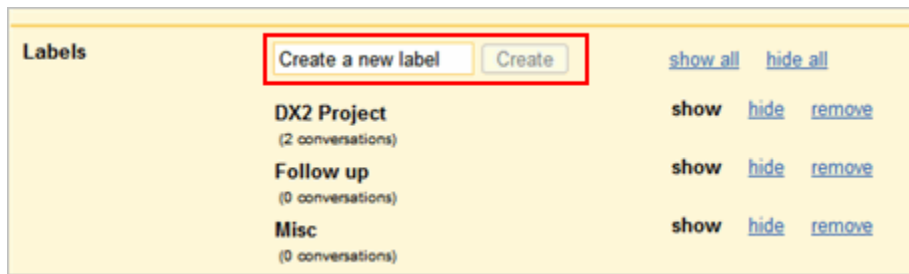 Labels Create a new label Create show all hide all
DX2 Project show hide remove
(2 conversations)
Follow up show hide remove
(0 conversations)
Misc show hide remove
(0 conversations)